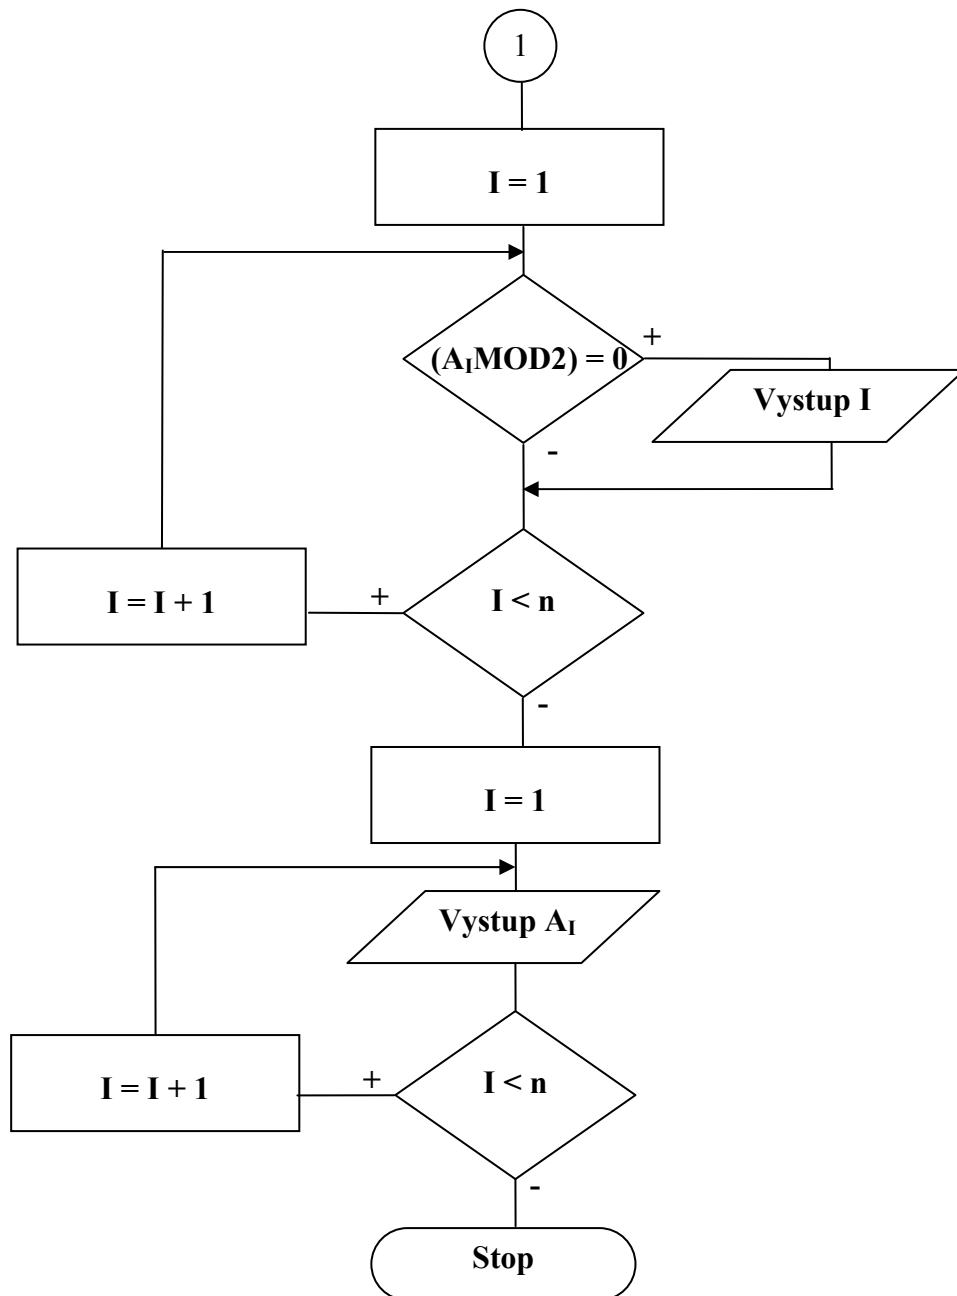 1
I = 1
(AIMOD2) = 0
+
Vystup I
-
I < n
+
I = I + 1
-
I = 1
Vystup AI
I < n
+
I = I + 1
-
Stop